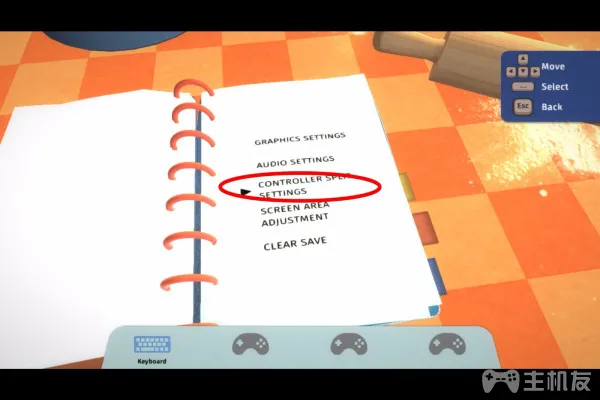 GRAPHICS SETTINGS
AUDIO SETTINGS
CONTROLLER SPLIT
SETTINGS
SCREEN AREA
ADJUSTMENT
CLEAR SAVE
Move
Select
Esc
Back
Keyboard
主机友